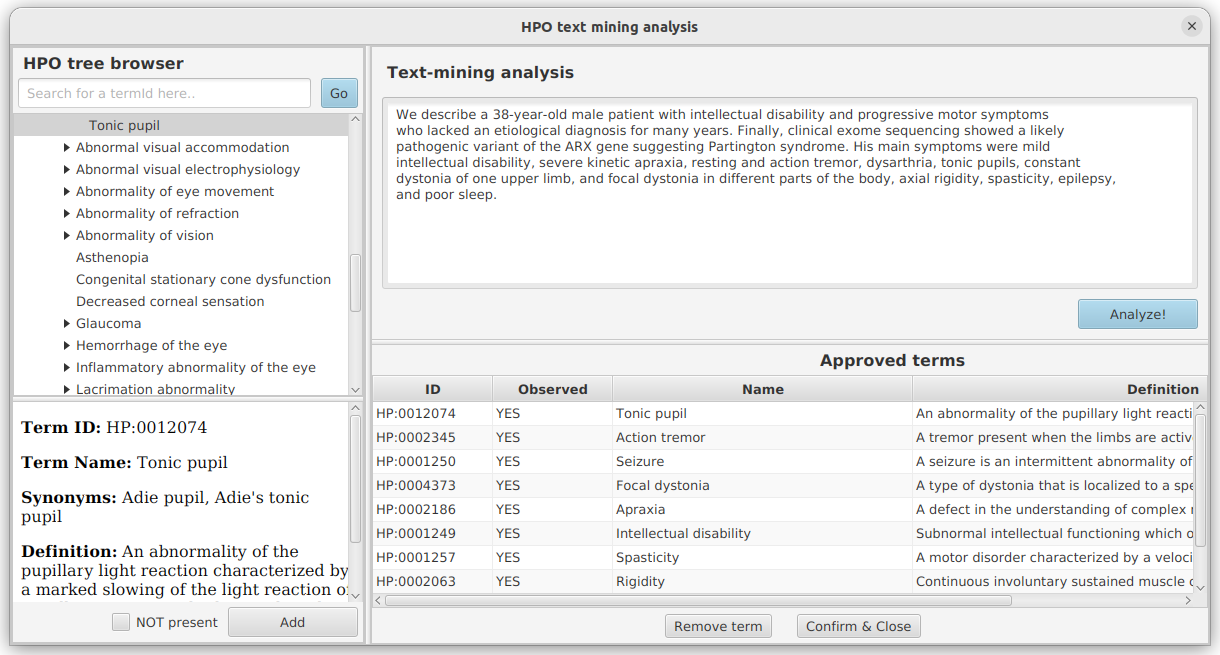 HPO text mining analysis
HPO tree browser
Search for a termId here..
Go
Tonic pupil
Abnormal visual accommodation
Abnormal visual electrophysiology
Abnormality of eye movement
Abnormality of refraction
Abnormality of vision
Asthenopia
Congenital stationary cone dysfunction
Decreased corneal sensation
Glaucoma
Hemorrhage of the eye
Inflammatory abnormality of the eye
Lacrimation abnormality
Term ID: HP:0012074
Term Name: Tonic pupil
Synonyms: Adie pupil, Adie's tonic
pupil
Definition: An abnormality of the
pupillary light reaction characterized by
a marked slowing of the light reaction
NOT present
Add
Text-mining analysis
We describe a 38-year-old male patient with intellectual disability and progressive motor symptoms
who lacked an etiological diagnosis for many years. Finally, clinical exome sequencing showed a likely
pathogenic variant of the ARX gene suggesting Partington syndrome. His main symptoms were mild
intellectual disability, severe kinetic apraxia, resting and action tremor, dysarthria, tonic pupils, constant
dystonia of one upper limb, and focal dystonia in different parts of the body, axial rigidity, spasticity, epilepsy,
and poor sleep.
Analyze!
Approved terms
ID Observed Name Definition
HP:0012074 YES Tonic pupil An abnormality of the pupillary light reacti
HP:0002345 YES Action tremor A tremor present when the limbs are activ
HP:0001250 YES Seizure A seizure is an intermittent abnormality of
HP:0004373 YES Focal dystonia A type of dystonia that is localized to a spe
HP:0002186 YES Apraxia A defect in the understanding of complex
HP:0001249 YES Intellectual disability Subnormal intellectual functioning which o
HP:0001257 YES Spasticity A motor disorder characterized by a veloci
HP:0002063 YES Rigidity Continuous involuntary sustained muscle
Remove term
Confirm & Close